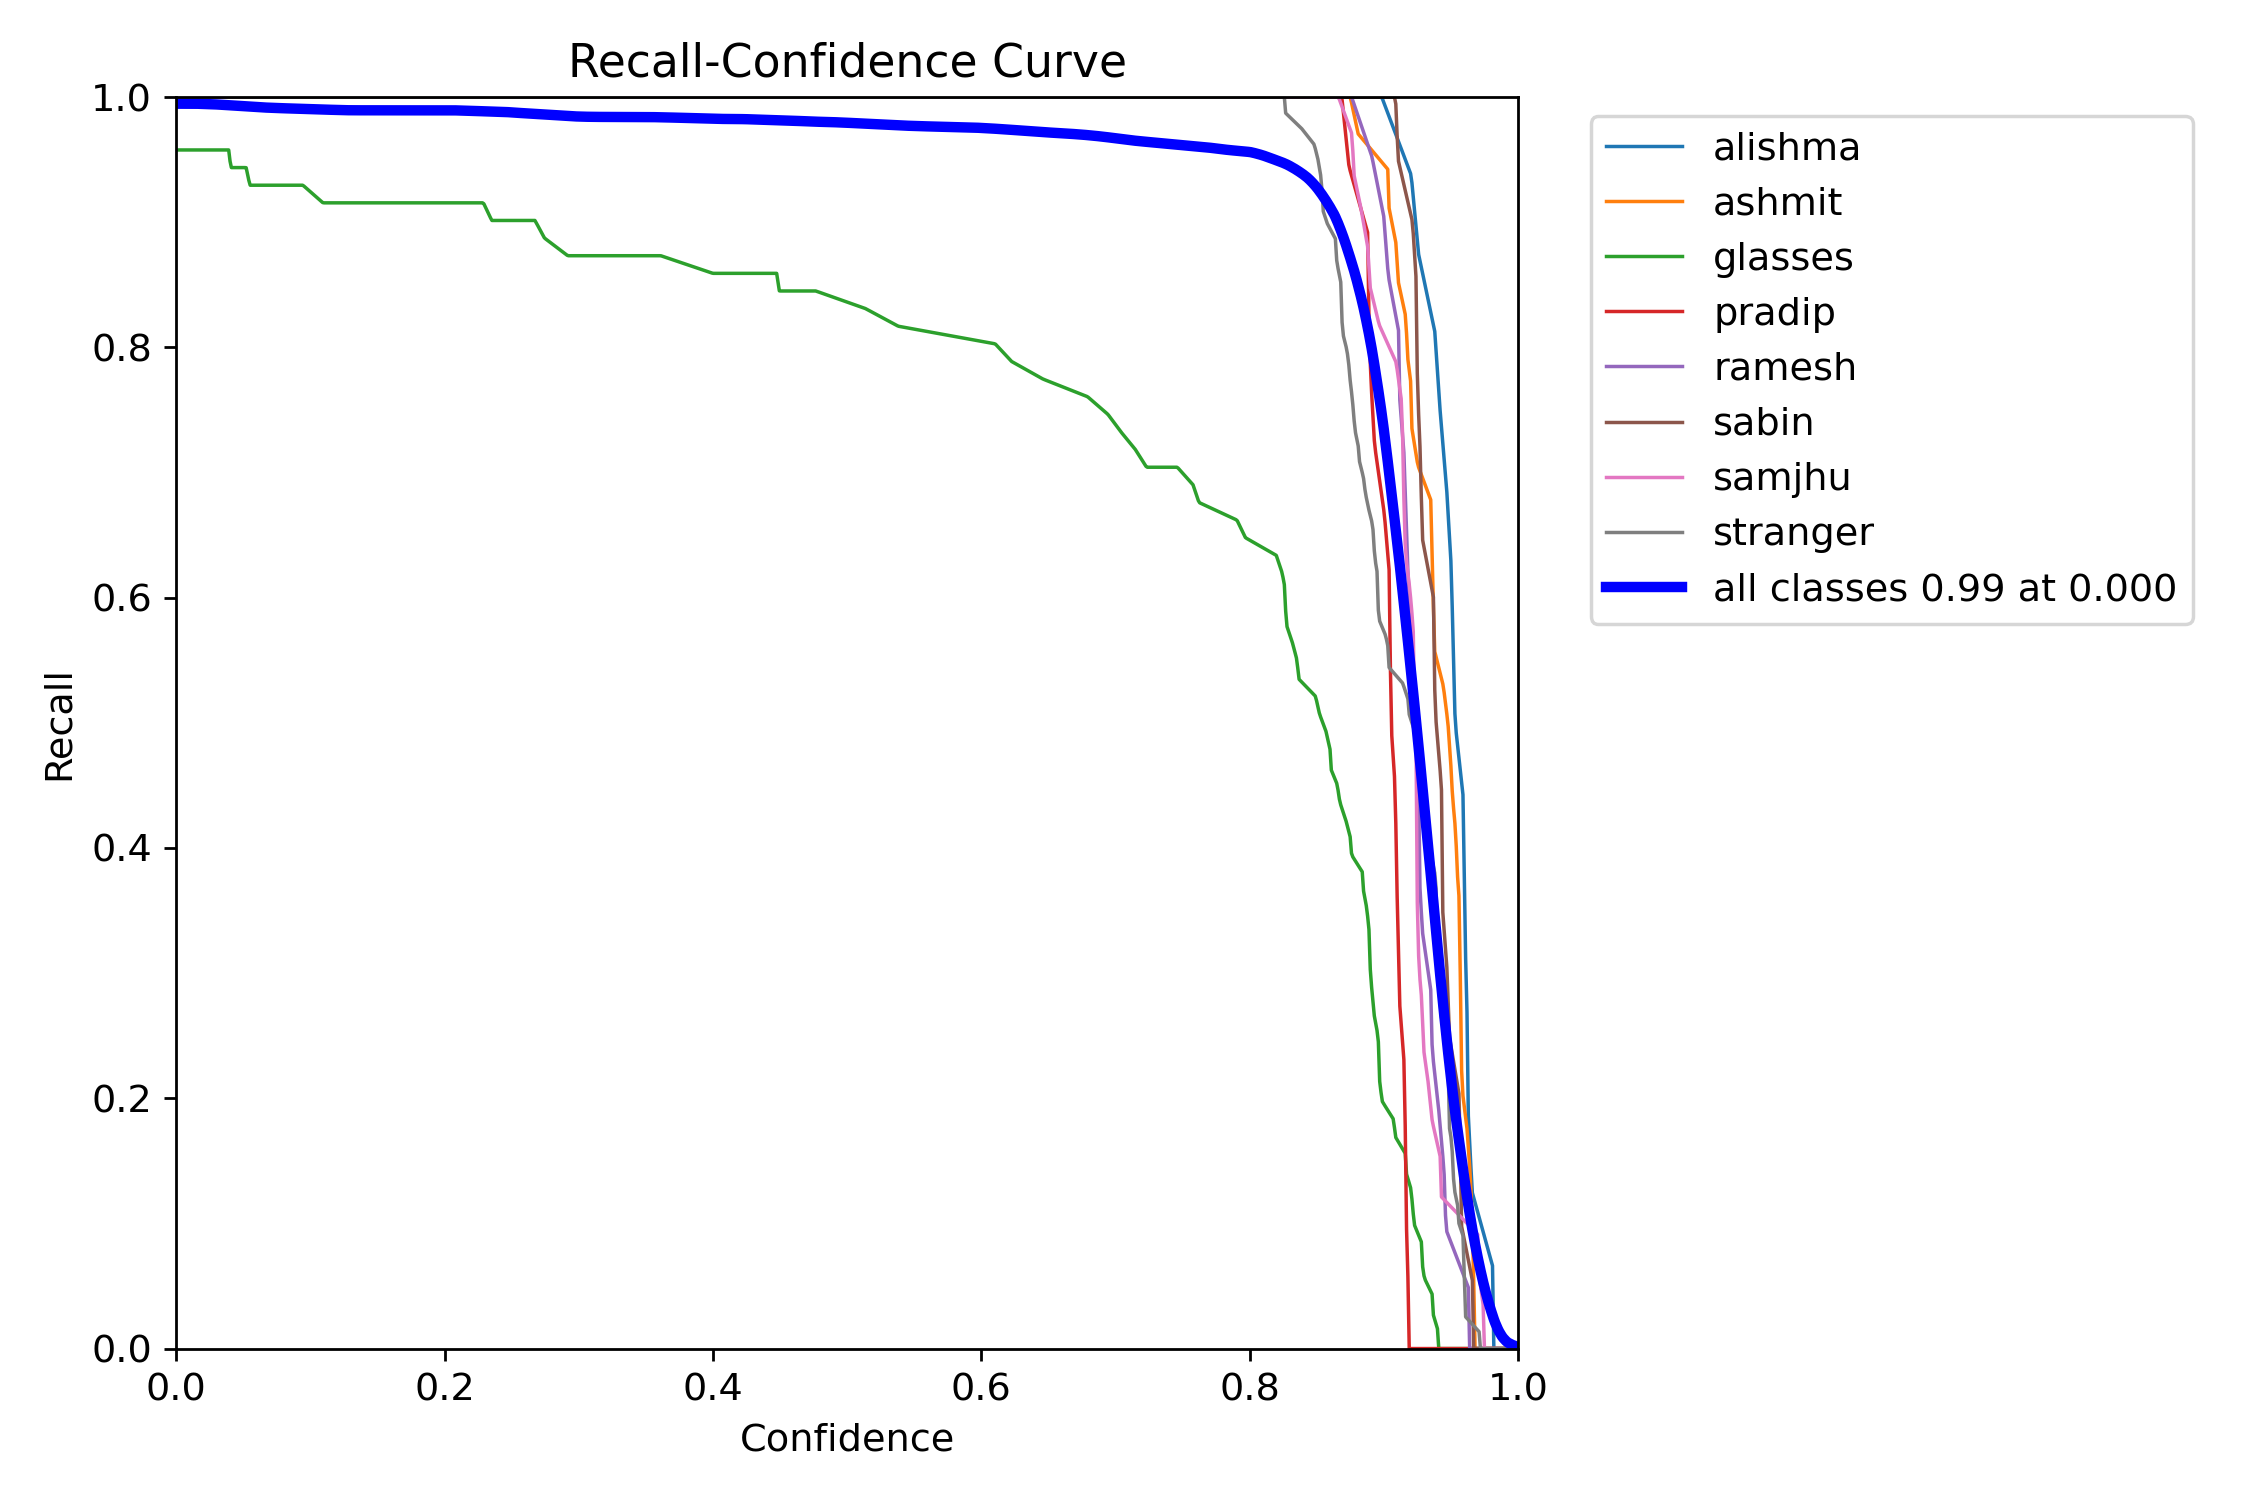 Recall-Confidence Curve
1.0
0.8
0.6
0.4
0.2
0.0
Recall
0.0 0.2 0.4 0.6 0.8 1.0
Confidence
alishma
ashmit
glasses
pradip
ramesh
sabin
samjhu
stranger
all classes 0.99 at 0.000